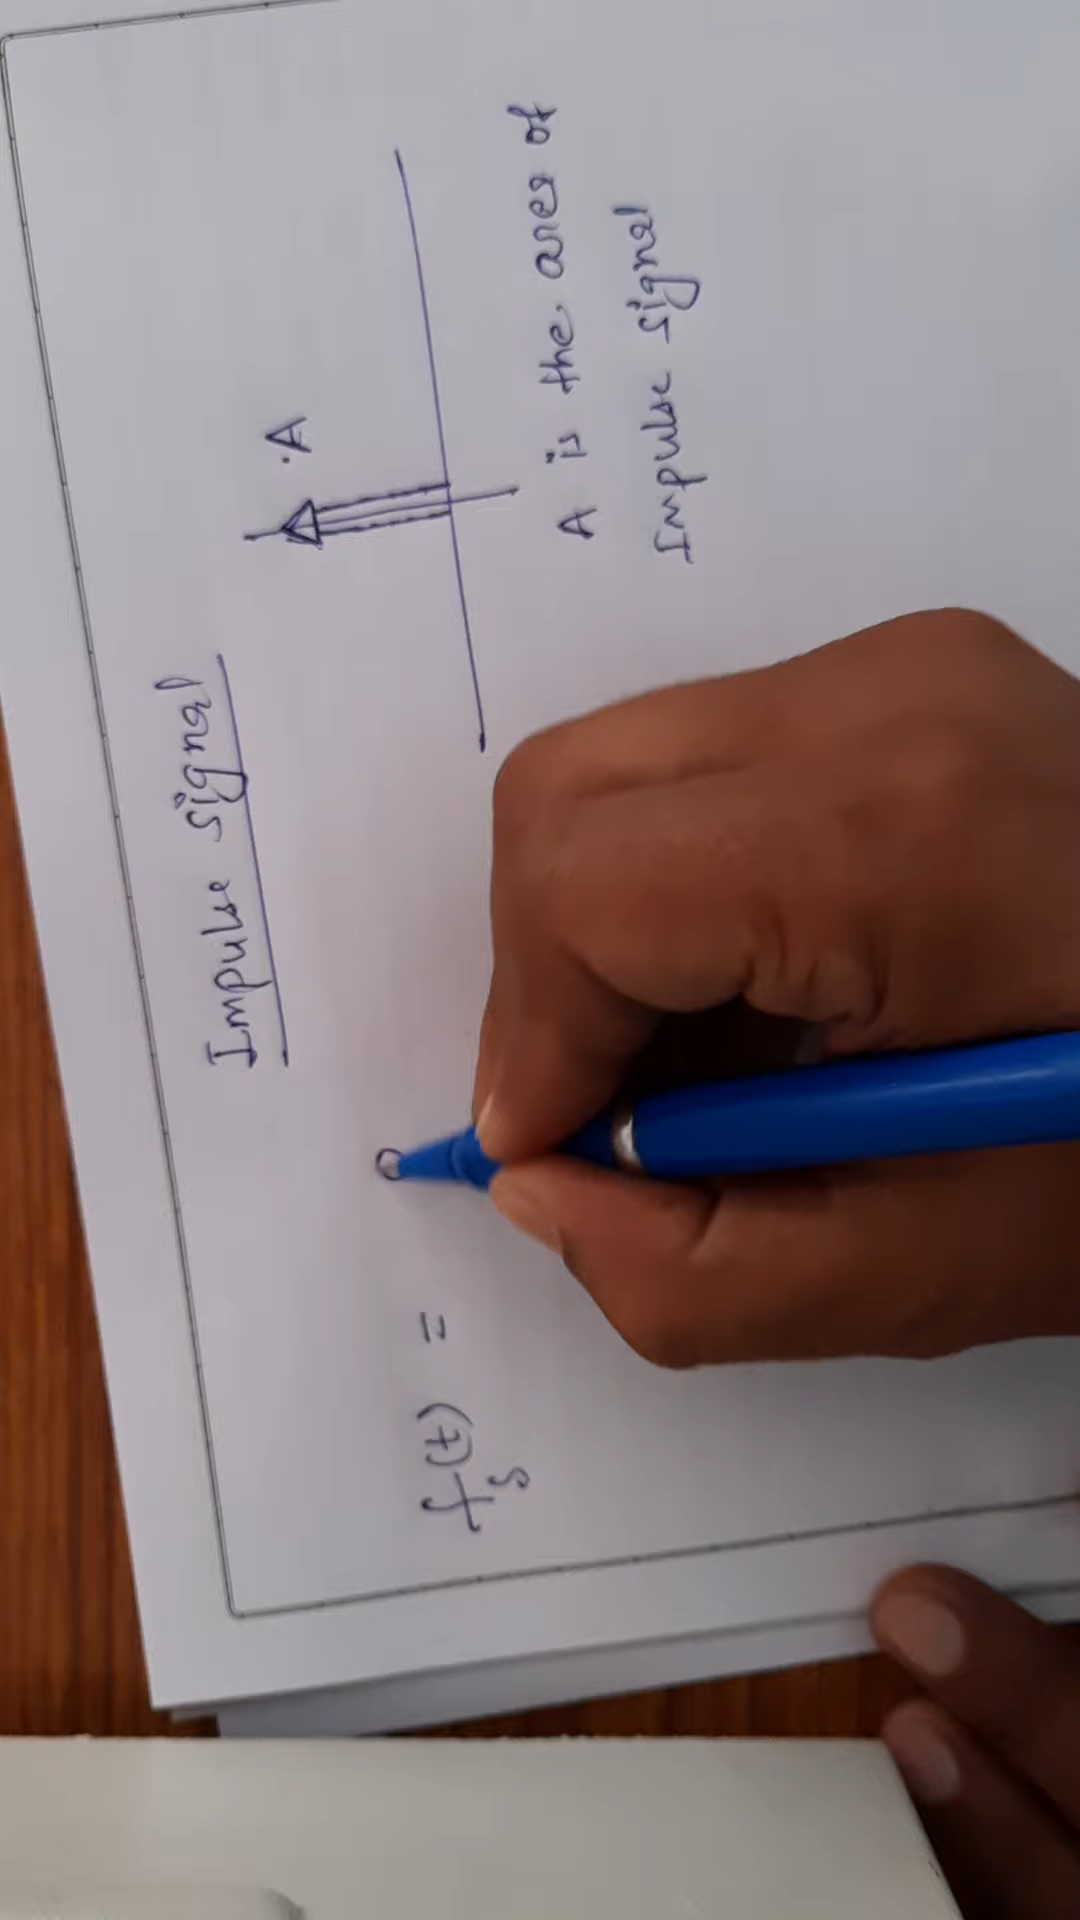 Impulse signal
A
f(t) =
δ
0
A is the area of
Impulse signal